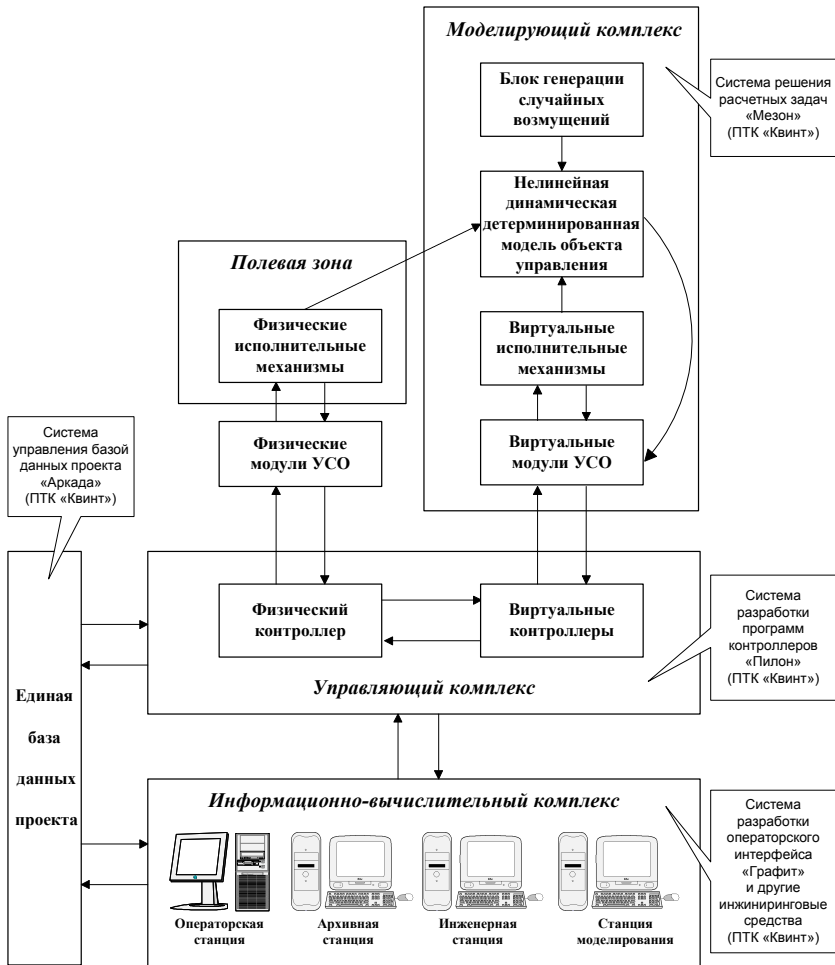 Моделирующий комплекс
Блок генерации
случайных
возмущений
Система решения
расчетных задач
«Мезон»
(ПТК «Квинт»)
Нелинейная
динамическая
детерминированная
модель объекта
управления
Полевая зона
Физические
исполнительные
механизмы
Виртуальные
исполнительные
механизмы
Система
управления базой
данных проекта
«Аркада»
(ПТК «Квинт»)
Физические
модули УСО
Виртуальные
модули УСО
Физический
контроллер
Виртуальные
контроллеры
Управляющий комплекс
Система
разработки
программ
контроллеров
«Пилон»
(ПТК «Квинт»)
Единая
база
данных
проекта
Информационно-вычислительный комплекс
Операторская
станция
Архивная
станция
Инженерная
станция
Станция
моделирования
Система
разработки
операторского
интерфейса
«Графит»
и другие
инжиниринговые
средства
(ПТК «Квинт»)